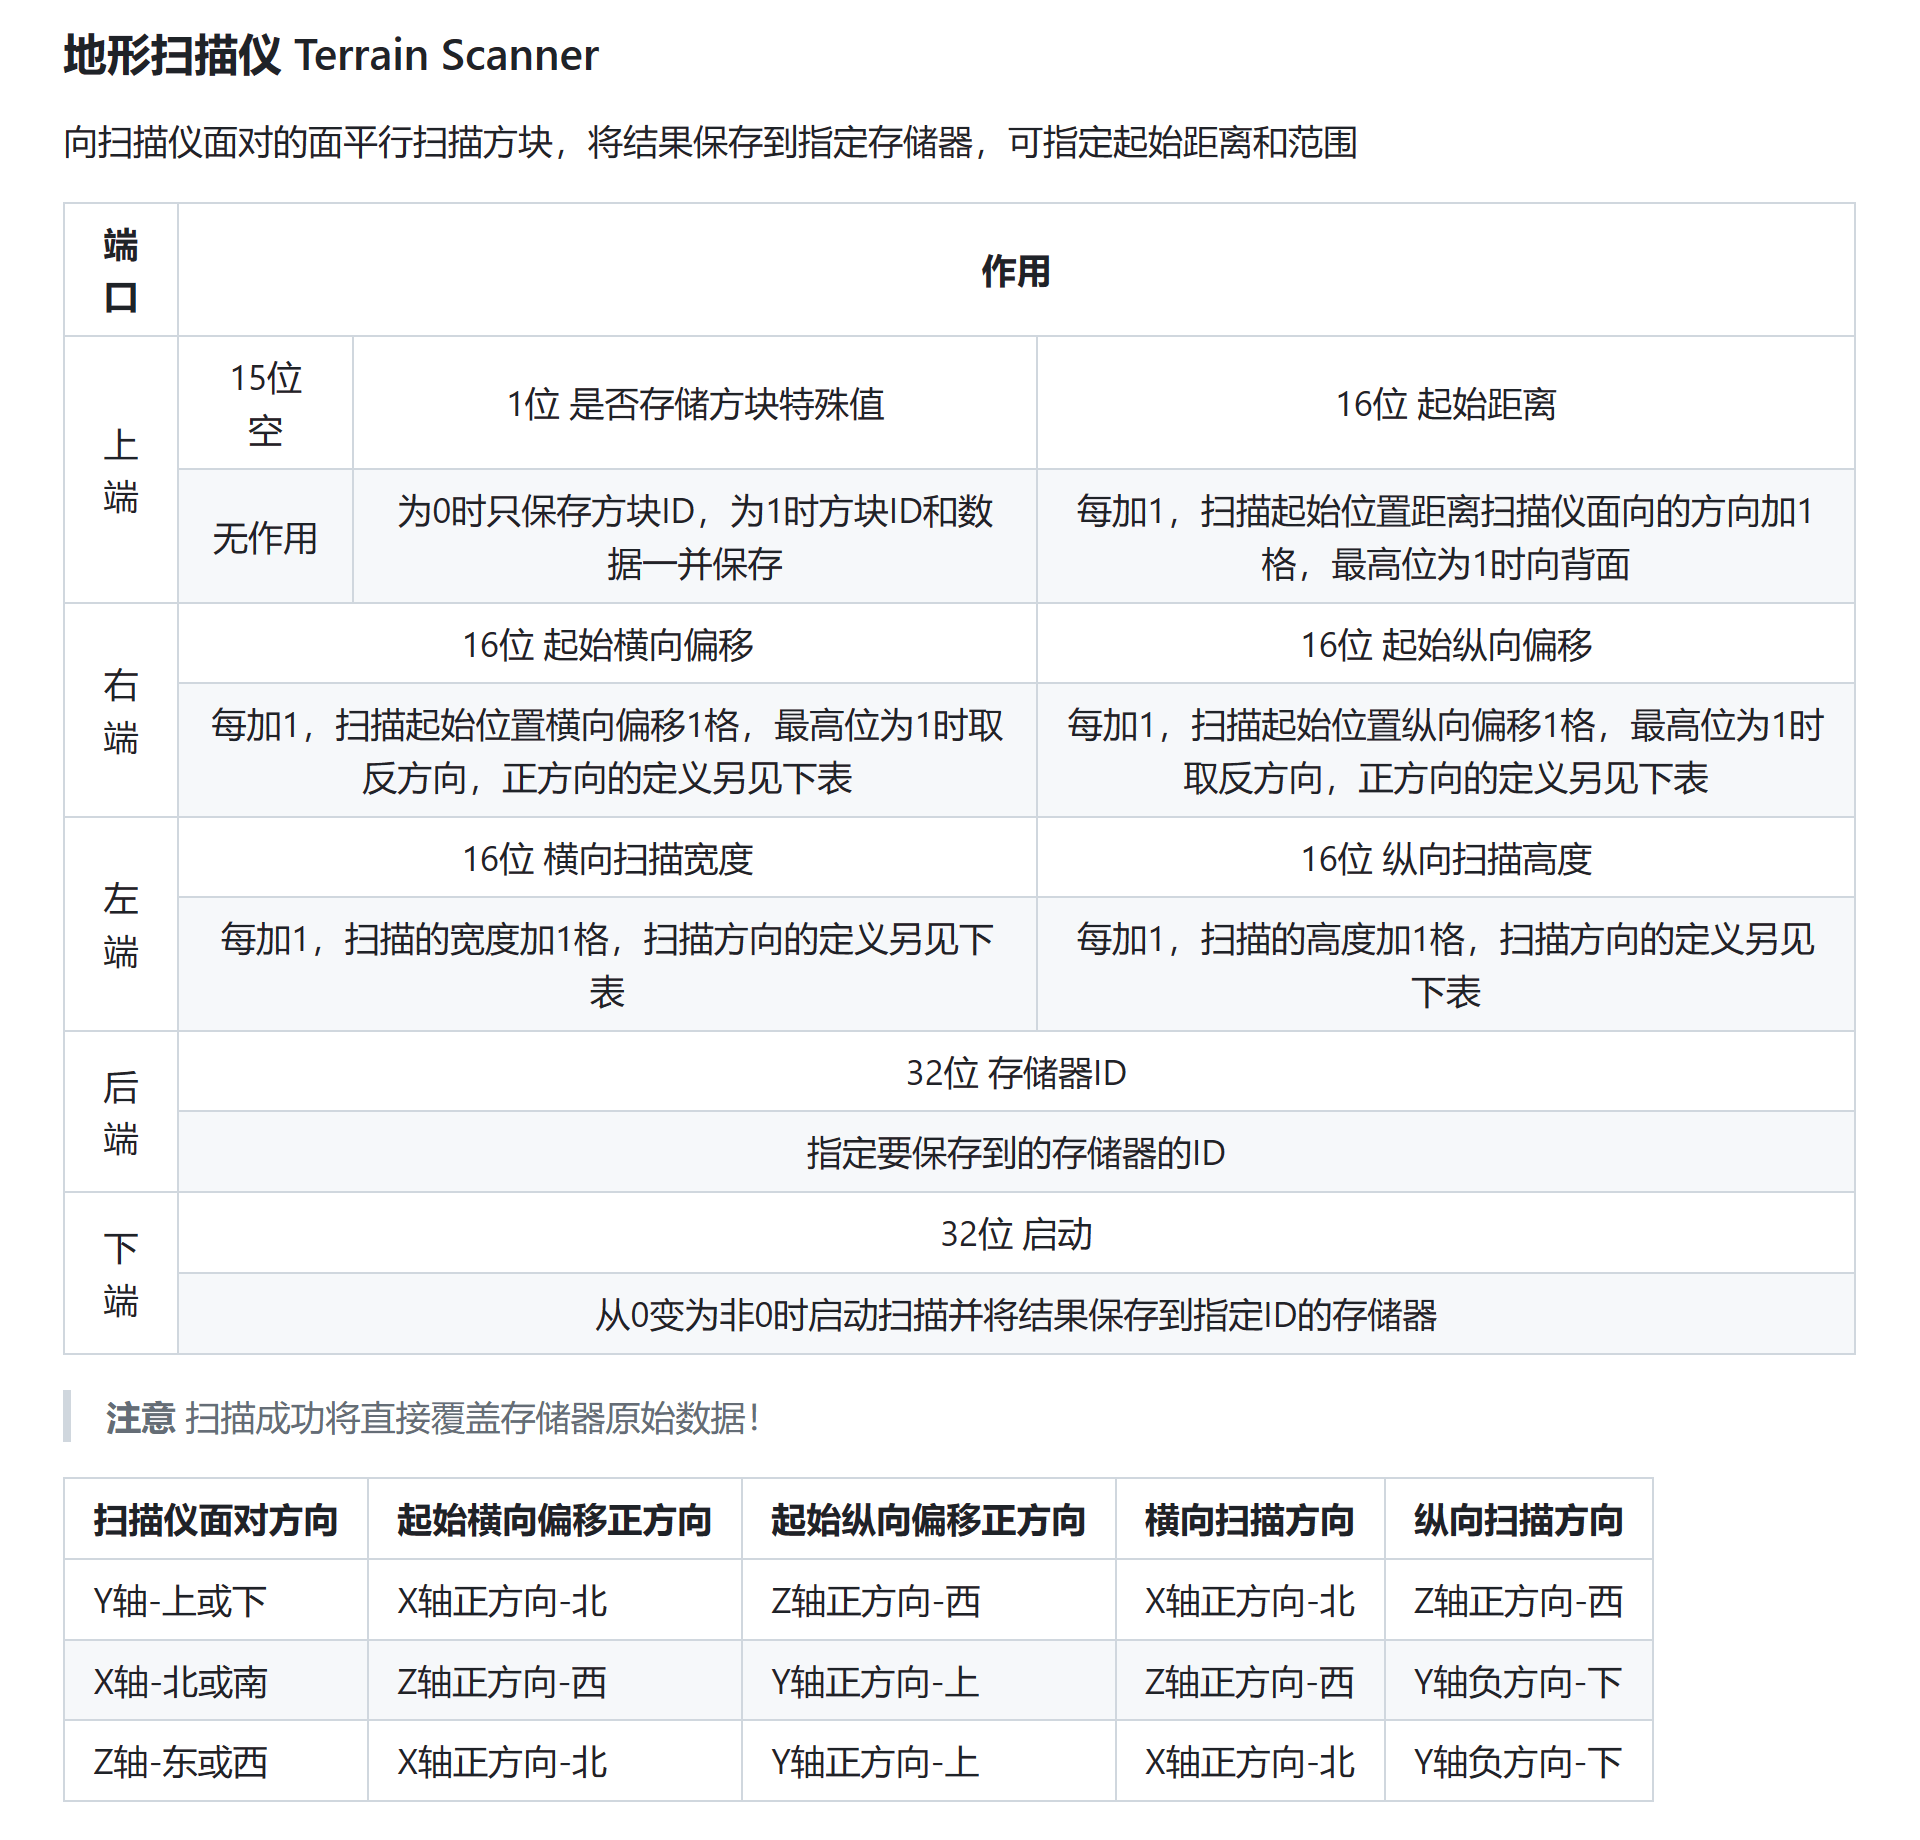 地形扫描仪 Terrain Scanner
向扫描仪面对的面平行扫描方块，将结果保存到指定存储器，可指定起始距离和范围
端
口
作用
上
端
15位
空
1位 是否存储方块特殊值
16位 起始距离
无作用
为0时只保存方块ID，为1时方块ID和数
据一并保存
每加1，扫描起始位置距离扫描仪面向的方向加1
格，最高位为1时向背面
右
端
16位 起始横向偏移
16位 起始纵向偏移
每加1，扫描起始位置横向偏移1格，最高位为1时取
反方向，正方向的定义另见下表
每加1，扫描起始位置纵向偏移1格，最高位为1时
取反方向，正方向的定义另见下表
左
端
16位 横向扫描宽度
16位 纵向扫描高度
每加1，扫描的宽度加1格，扫描方向的定义另见下
表
每加1，扫描的高度加1格，扫描方向的定义另见
下表
后
端
32位 存储器ID
指定要保存到的存储器的ID
下
端
32位 启动
从0变为非0时启动扫描并将结果保存到指定ID的存储器
注意 扫描成功将直接覆盖存储器原始数据！
扫描仪面对方向 起始横向偏移正方向 起始纵向偏移正方向 横向扫描方向 纵向扫描方向
Y轴-上或下 X轴正方向-北 Z轴正方向-西 X轴正方向-北 Z轴正方向-西
X轴-北或南 Z轴正方向-西 Y轴正方向-上 Z轴正方向-西 Y轴负方向-下
Z轴-东或西 X轴正方向-北 Y轴正方向-上 X轴正方向-北 Y轴负方向-下